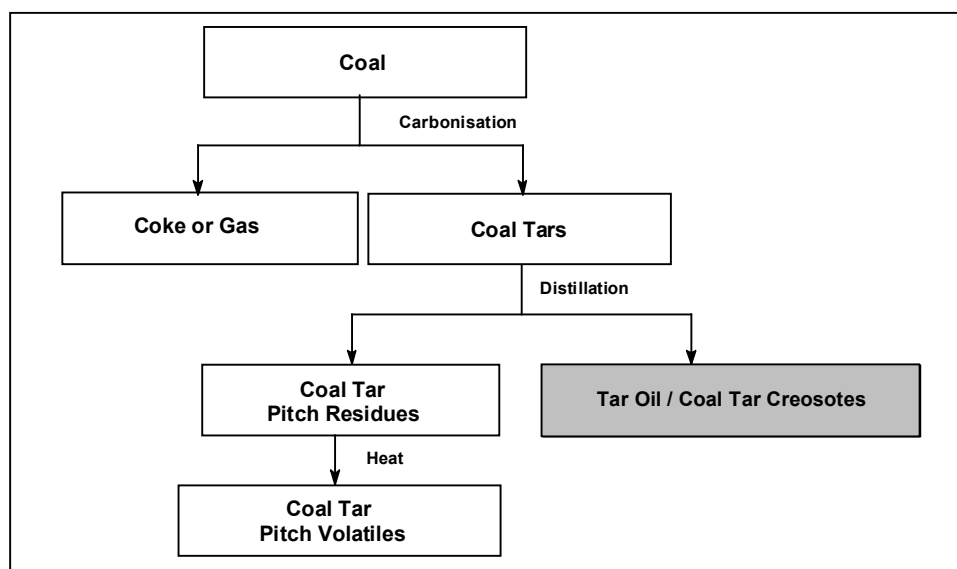 Coal
Carbonisation
Coke or Gas
Coal Tars
Distillation
Coal Tar
Pitch Residues
Tar Oil / Coal Tar Creosotes
Heat
Coal Tar
Pitch Volatiles